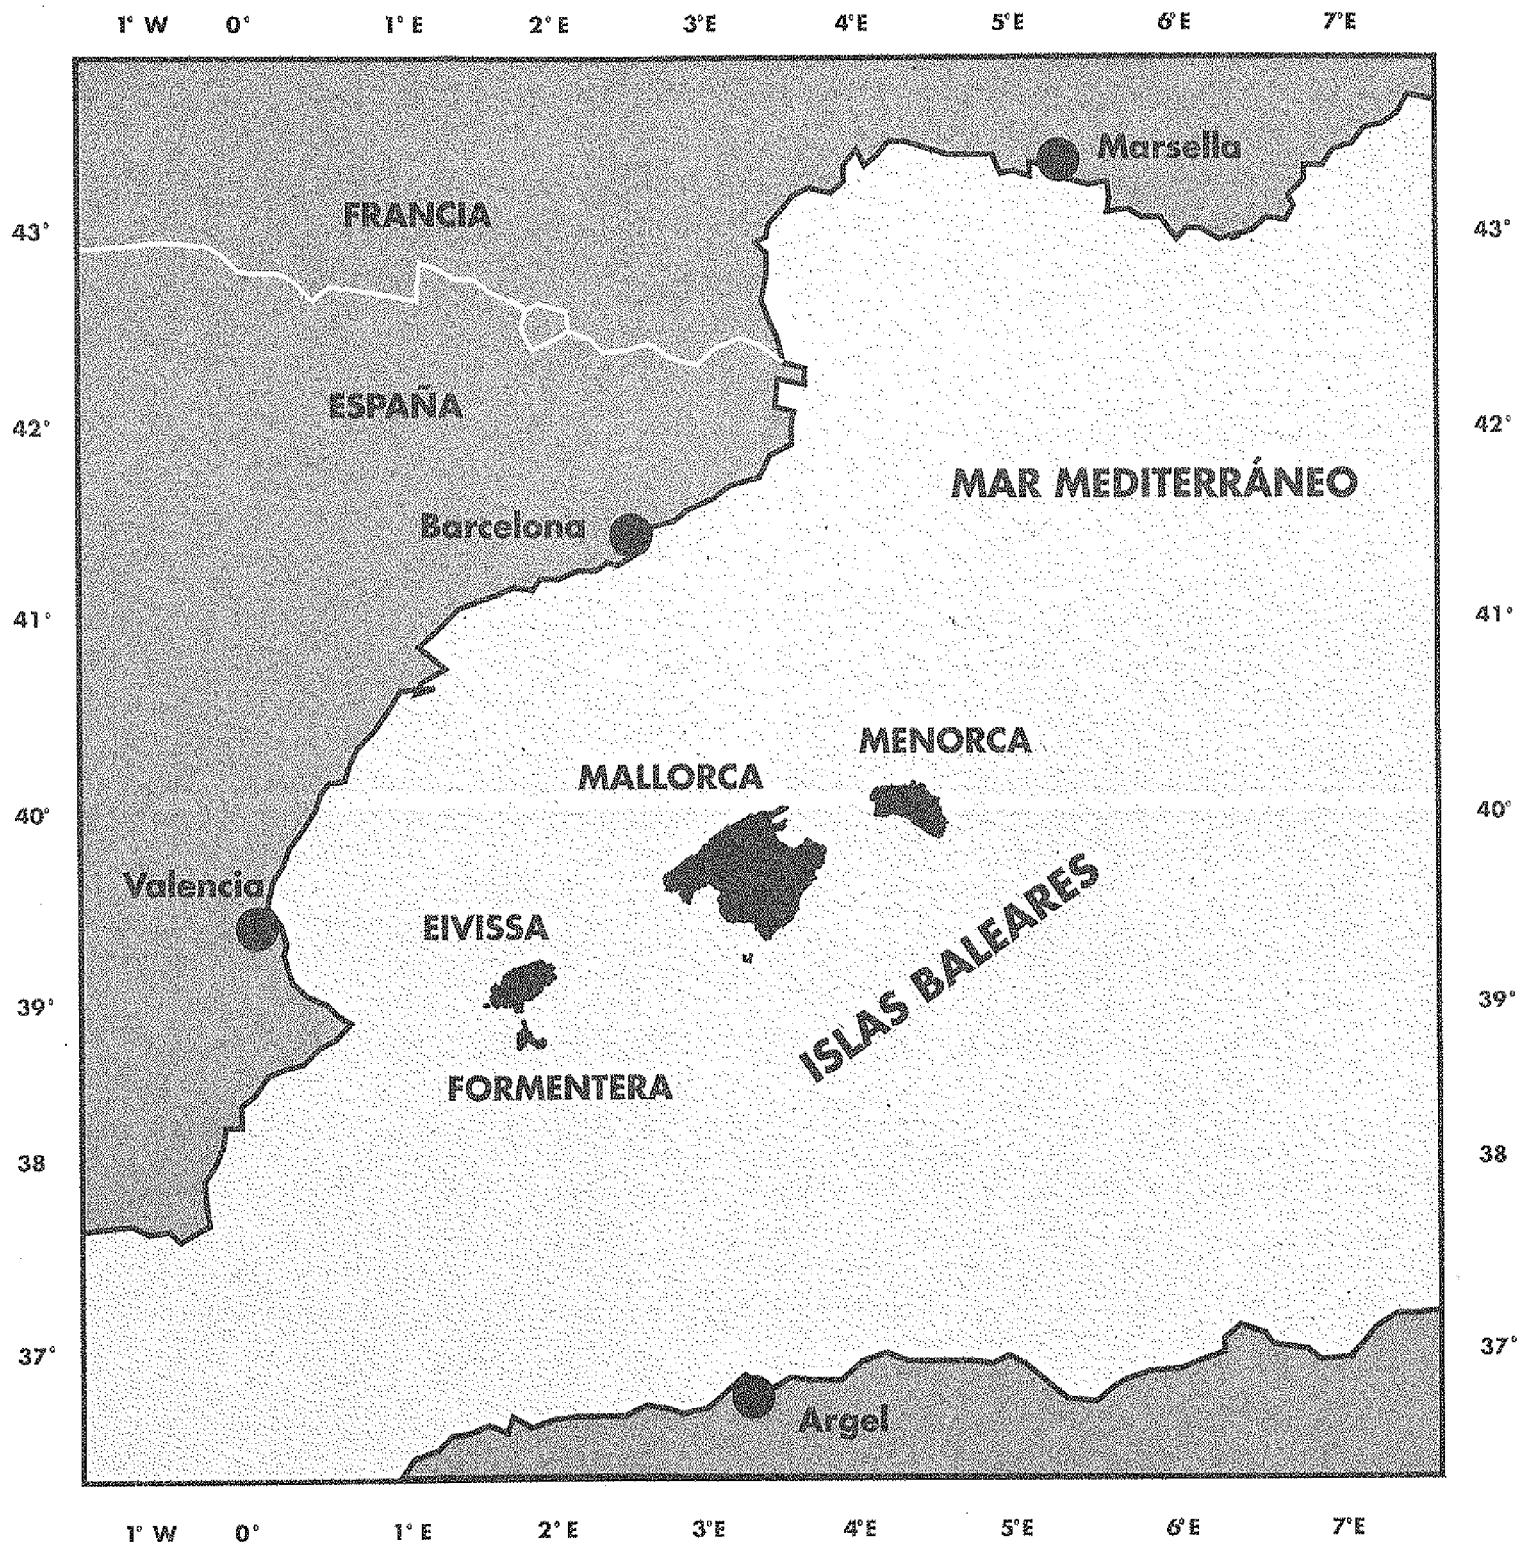 1° W 0° 1° E 2° E 3°E 4°E 5°E 6°E 7°E
Marsella
FRANCIA
43° 43°
ESPAÑA
42° 42°
MAR MEDITERRÁNEO
Barcelona
41° 41°
MENORCA
MALLORCA
40° 40°
Valencia
EIVISSA
ISLAS BALEARES
39° 39°
FORMENTERA
38 38
37° 37°
Argel
1° W 0° 1° E 2° E 3°E 4°E 5°E 6°E 7°E